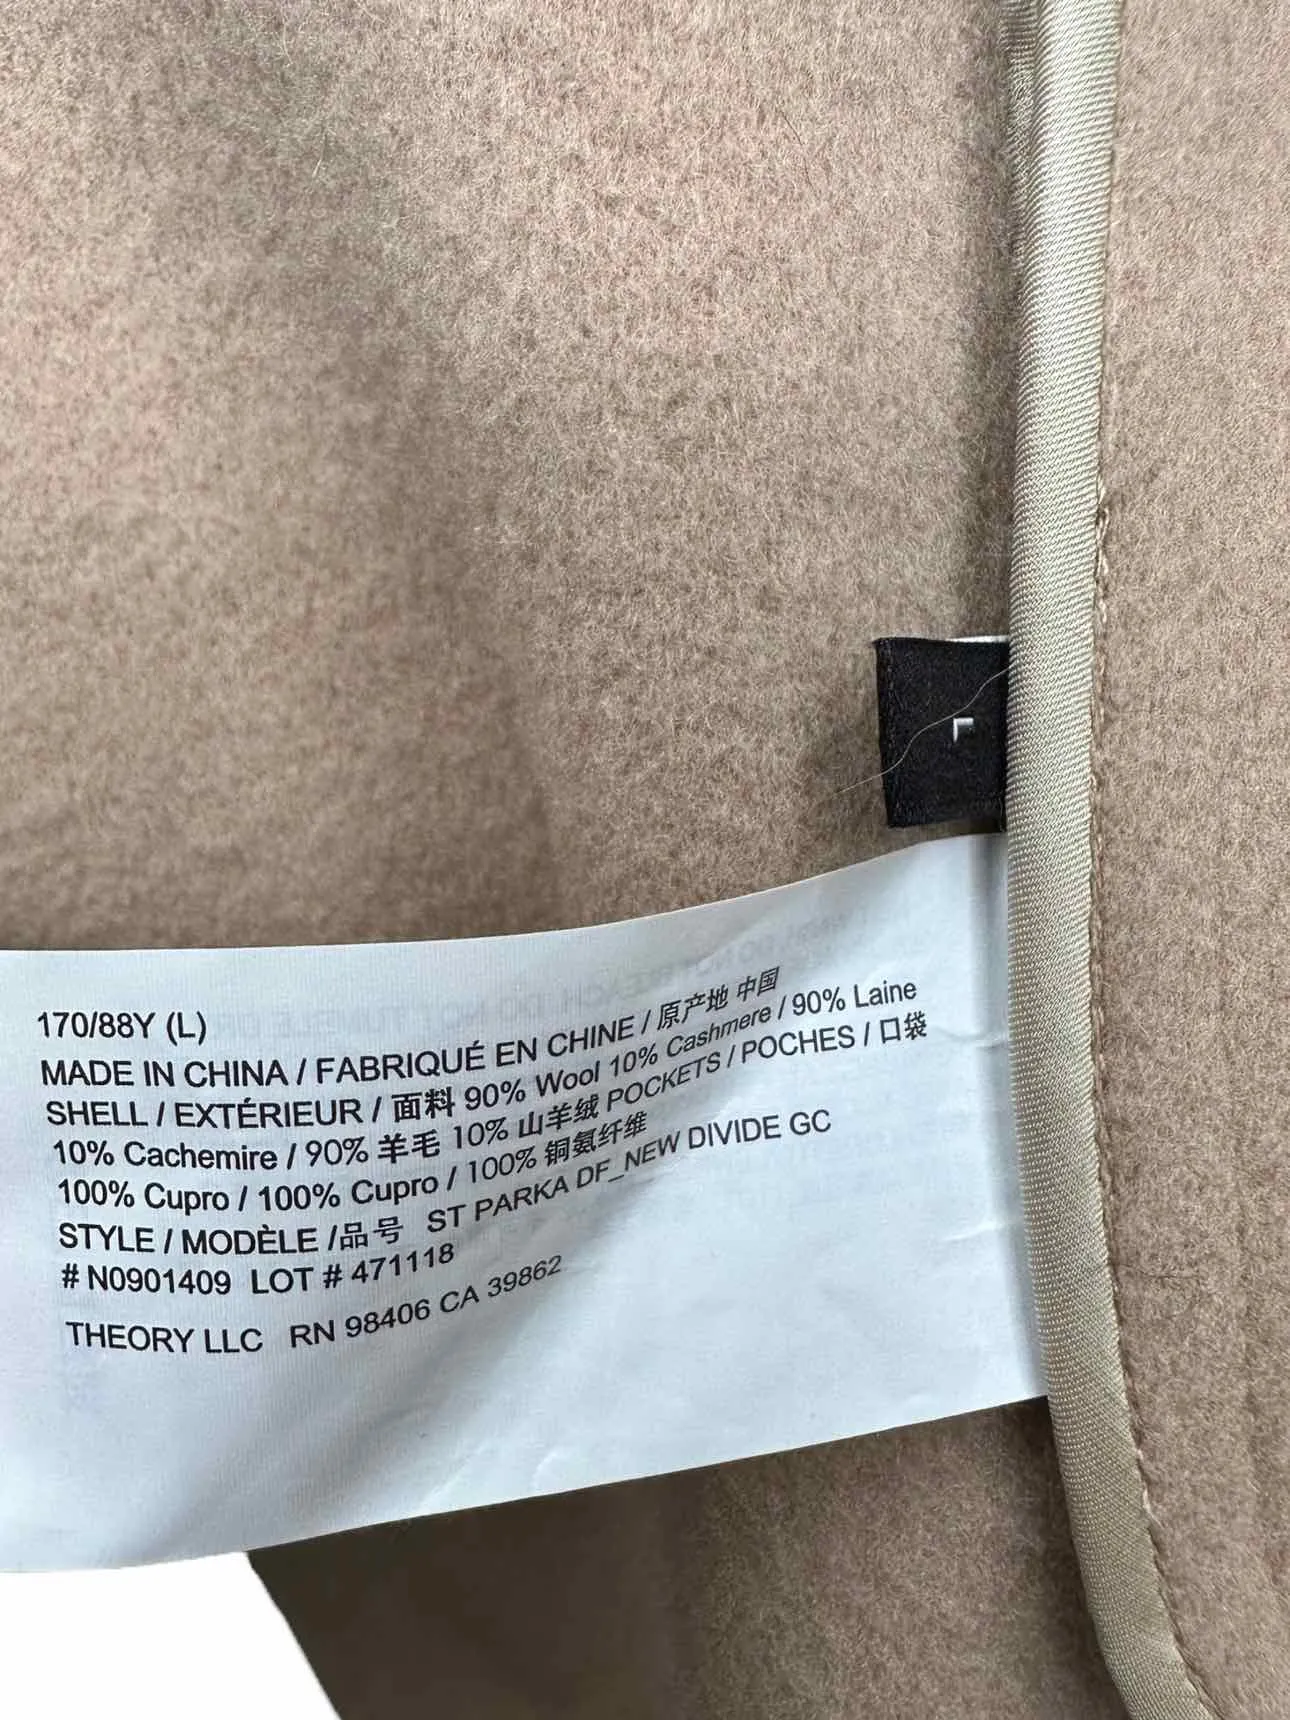 L
170/88Y (L)
MADE IN CHINA / FABRIQUÉ EN CHINE / 原产地 中国
SHELL / EXTÉRIEUR / 面料 90% Wool 10% Cashmere / 90% Laine
10% Cachemire / 90% 羊毛 10% 山羊绒 POCKETS / POCHES / 口袋
100% Cupro / 100% Cupro / 100% 铜氨纤维
STYLE / MODÈLE /品号 ST PARKA DF_NEW DIVIDE GC
# N0901409 LOT # 471118
THEORY LLC RN 98406 CA 39862